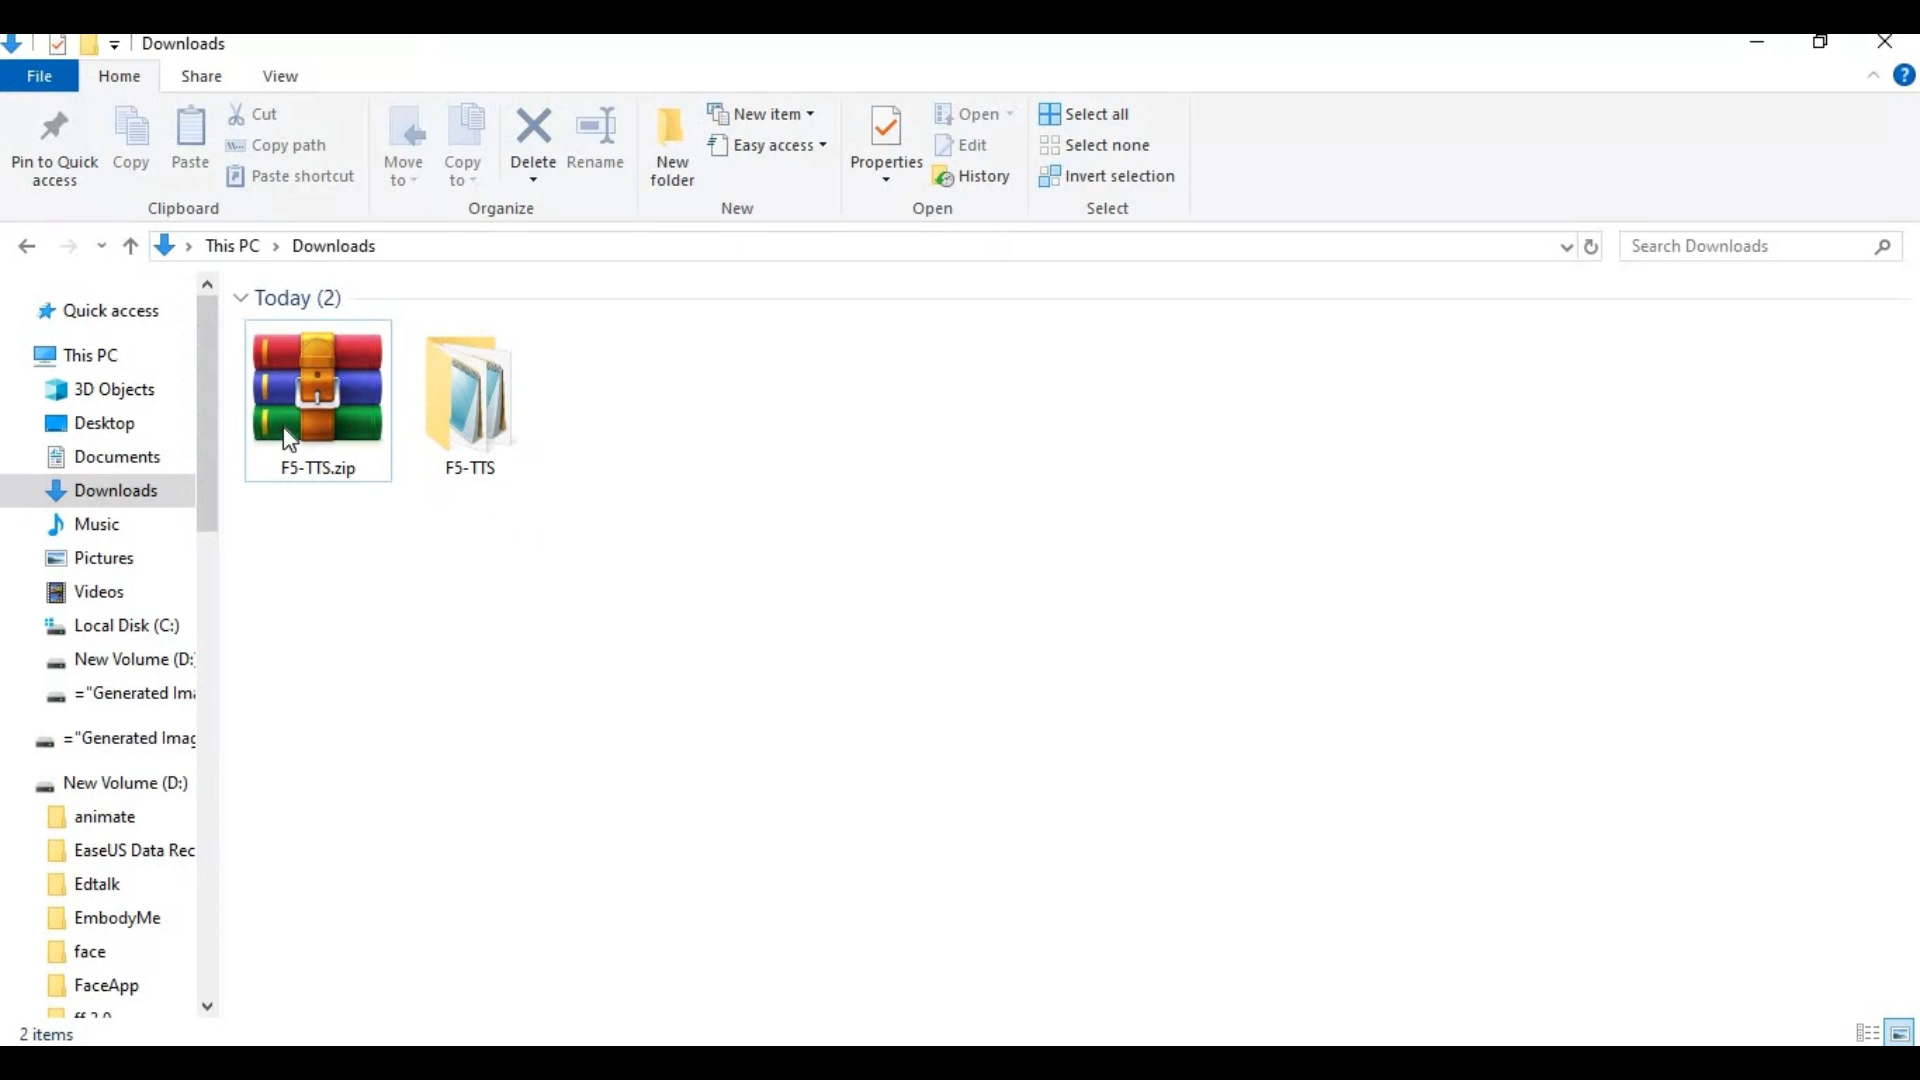 Downloads
File Home Share View
Pin to Quick access
Copy
Paste
Cut
Copy path
Paste shortcut
Clipboard
Move to
Copy to
Delete
Rename
Organize
New folder
New item
Easy access
New
Properties
Open
Edit
History
Open
Select all
Select none
Invert selection
Select
This PC > Downloads
Search Downloads
Quick access
This PC
3D Objects
Desktop
Documents
Downloads
Music
Pictures
Videos
Local Disk (C:)
New Volume (D:
="Generated Ima
="Generated Imag
New Volume (D:)
animate
EaseUS Data Rec
Edtalk
EmbodyMe
face
FaceApp
Today (2)
F5-TTS.zip
F5-TTS
2 items